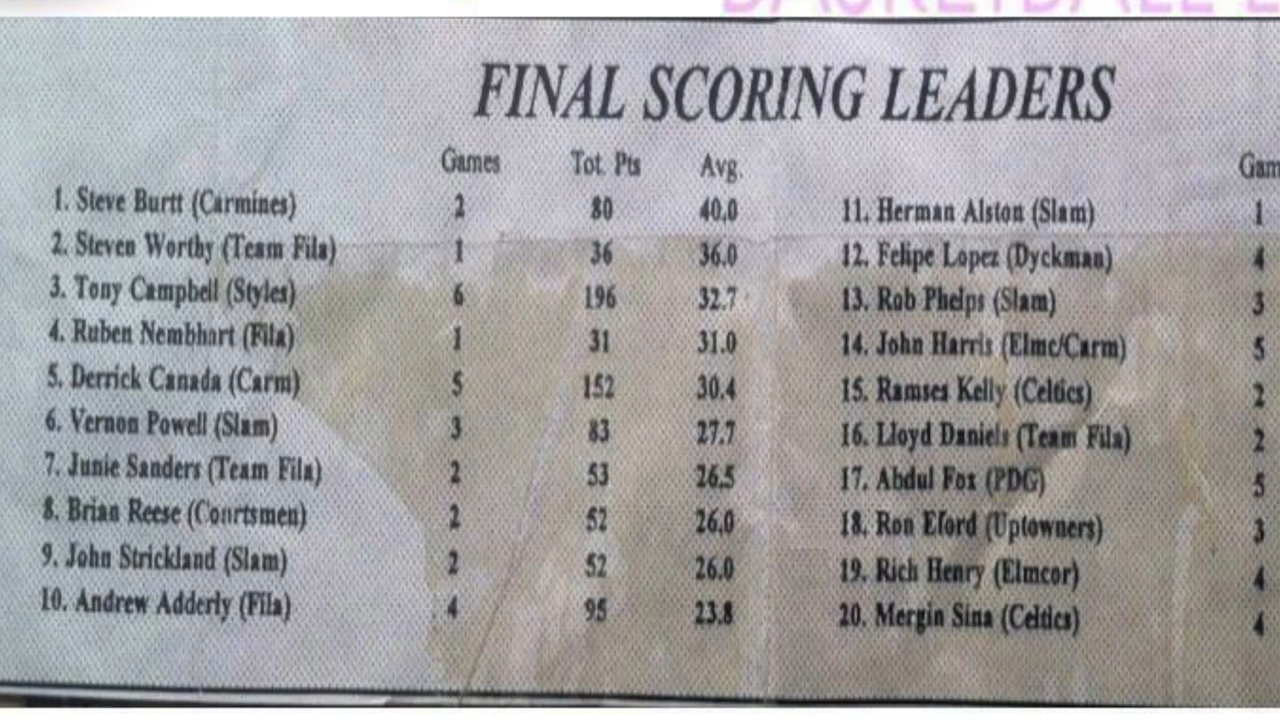 FINAL SCORING LEADERS
Games Tot. Pts Avg.
1. Steve Burtt (Carmines) 2 80 40.0
2. Steven Worthy (Team Fila) 1 36 36.0
3. Tony Campbell (Styles) 6 196 32.7
4. Ruben Nembhart (Fila) 1 31 31.0
5. Derrick Canada (Carm) 5 152 30.4
6. Vernon Powell (Slam) 3 83 27.7
7. Junie Sanders (Team Fila) 2 53 26.5
8. Brian Reese (Courtsmen) 2 52 26.0
9. John Strickland (Slam) 2 52 26.0
10. Andrew Adderly (Fila) 4 95 23.8
Gam
11. Herman Alston (Slam) 1
12. Felipe Lopez (Dyckman) 4
13. Rob Phelps (Slam) 3
14. John Harris (Elmc/Carm) 5
15. Ramses Kelly (Celtics) 2
16. Lloyd Daniels (Team Fila) 2
17. Abdul Fox (PDG) 5
18. Ron Eford (Uptowners) 3
19. Rich Henry (Elmcor) 4
20. Mergin Sina (Celtics) 4